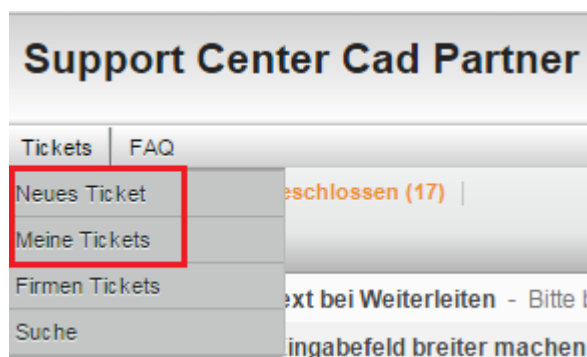 Support Center Cad Partner
Tickets FAQ
Neues Ticket
eschlossen (17)
Meine Tickets
Firmen Tickets
ext bei Weiterleiten - Bitte
Suche
ingabefeld breiter machen